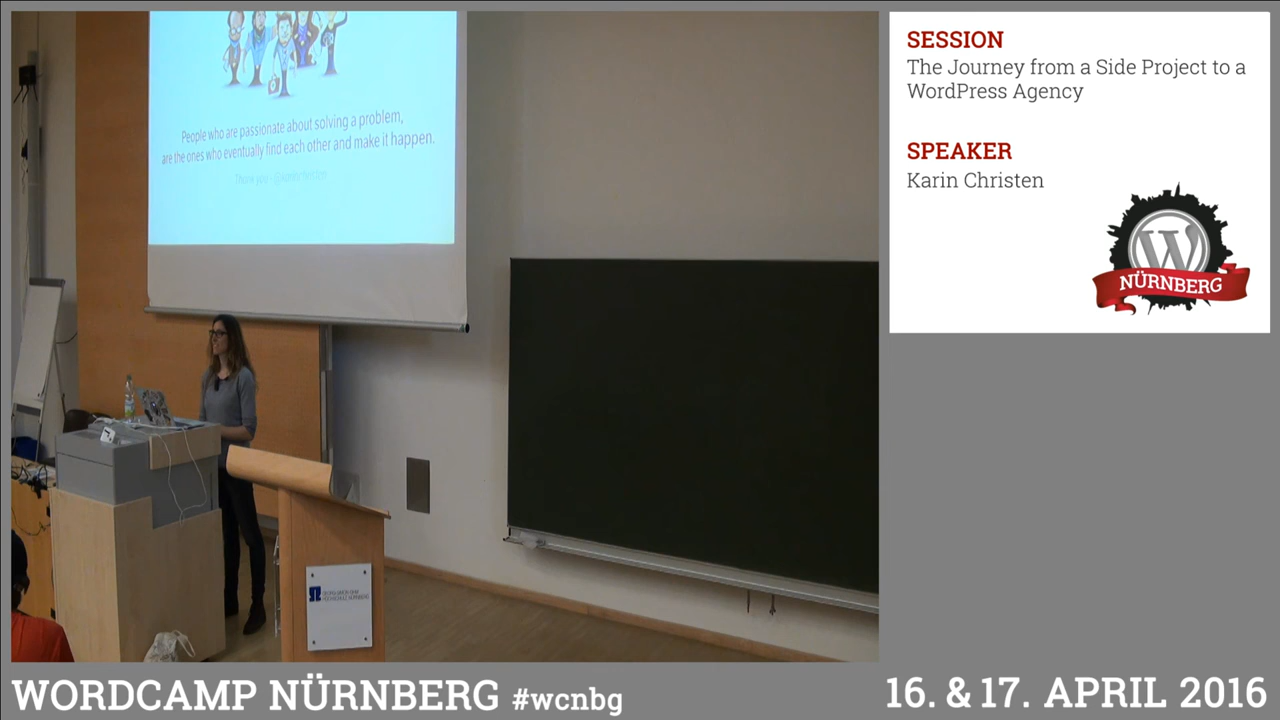 People who are passionate about solving a problem,
are the ones who eventually find each other and make it happen.
SESSION
The Journey from a Side Project to a
WordPress Agency
SPEAKER
Karin Christen
W
NÜRNBERG
WORDCAMP NÜRNBERG #wcnbg
16. & 17. APRIL 2016